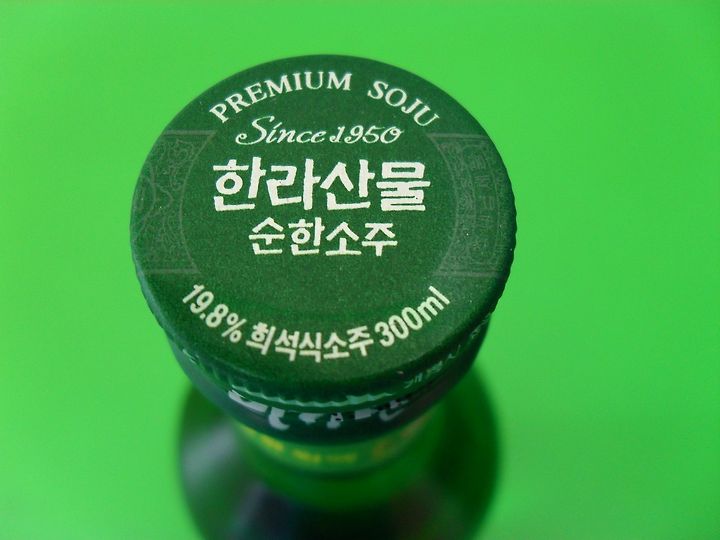 PREMIUM SOJU
Since 1950
한라산물
순한소주
19.8% 희석식소주 300ml